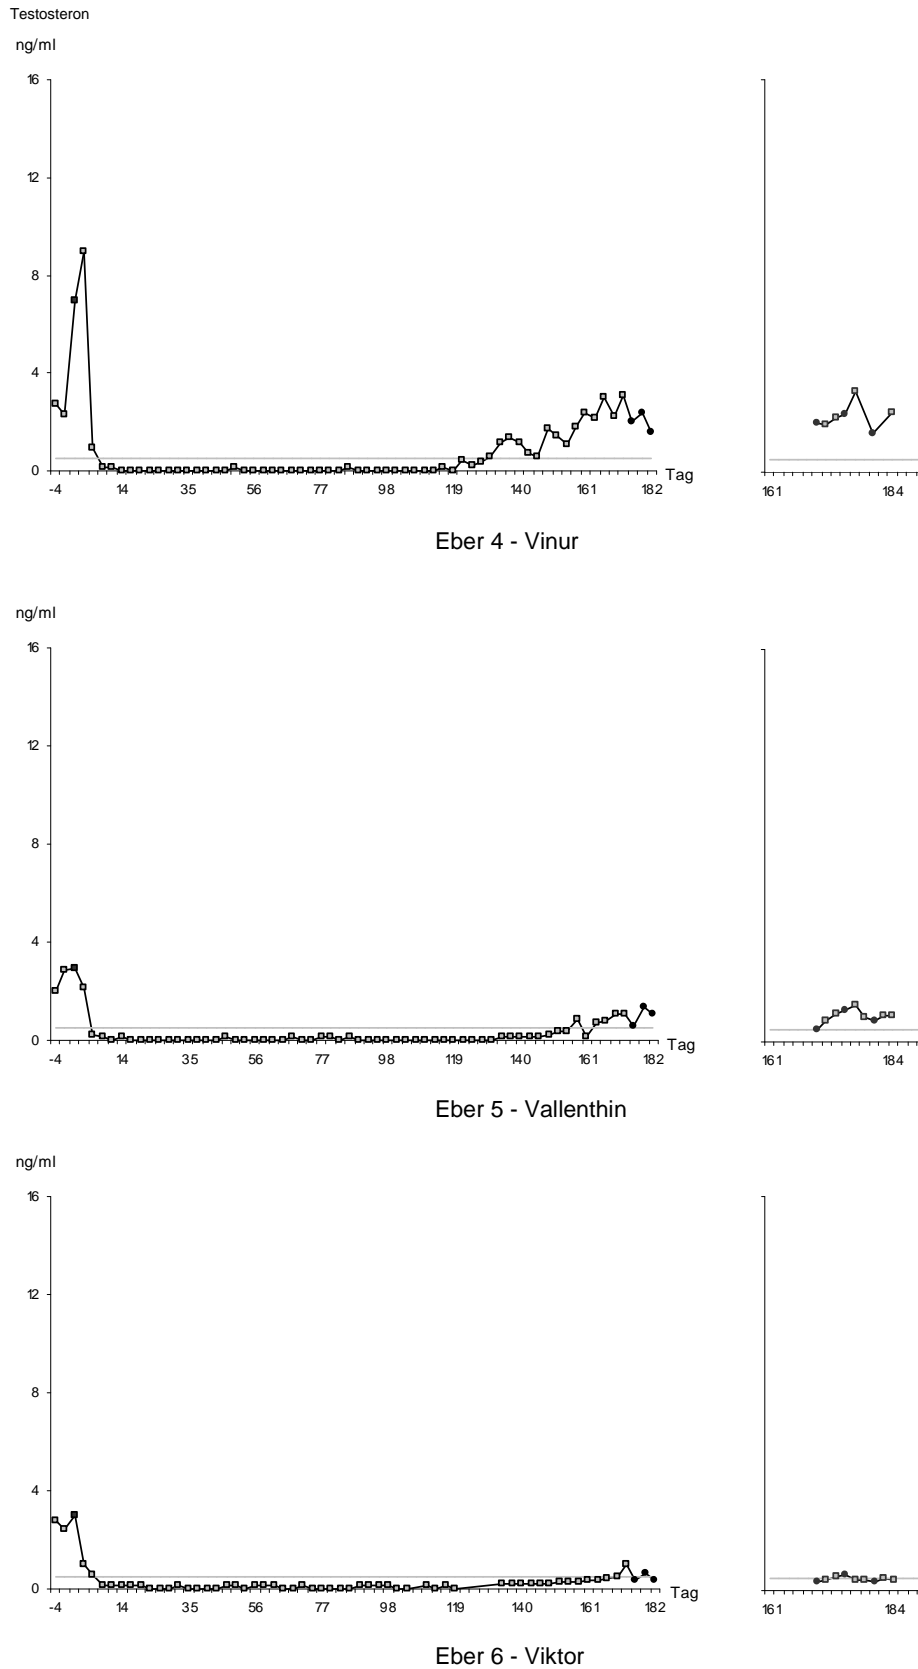 Testosteron
ng/ml
16
12
8
4
0
-4 14 35 56 77 98 119 140 161 182 Tag
161 184
Eber 4 - Vinur
ng/ml
16
12
8
4
0
-4 14 35 56 77 98 119 140 161 182 Tag
161 184
Eber 5 - Vallenthin
ng/ml
16
12
8
4
0
-4 14 35 56 77 98 119 140 161 182 Tag
161 184
Eber 6 - Viktor